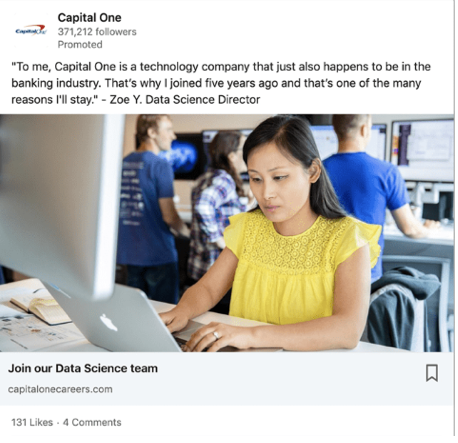 Capital One
Capital One
371,212 followers
Promoted
"To me, Capital One is a technology company that just also happens to be in the
banking industry. That's why I joined five years ago and that's one of the many
reasons I'll stay." - Zoe Y. Data Science Director
Join our Data Science team
capitalonecareers.com
131 Likes · 4 Comments